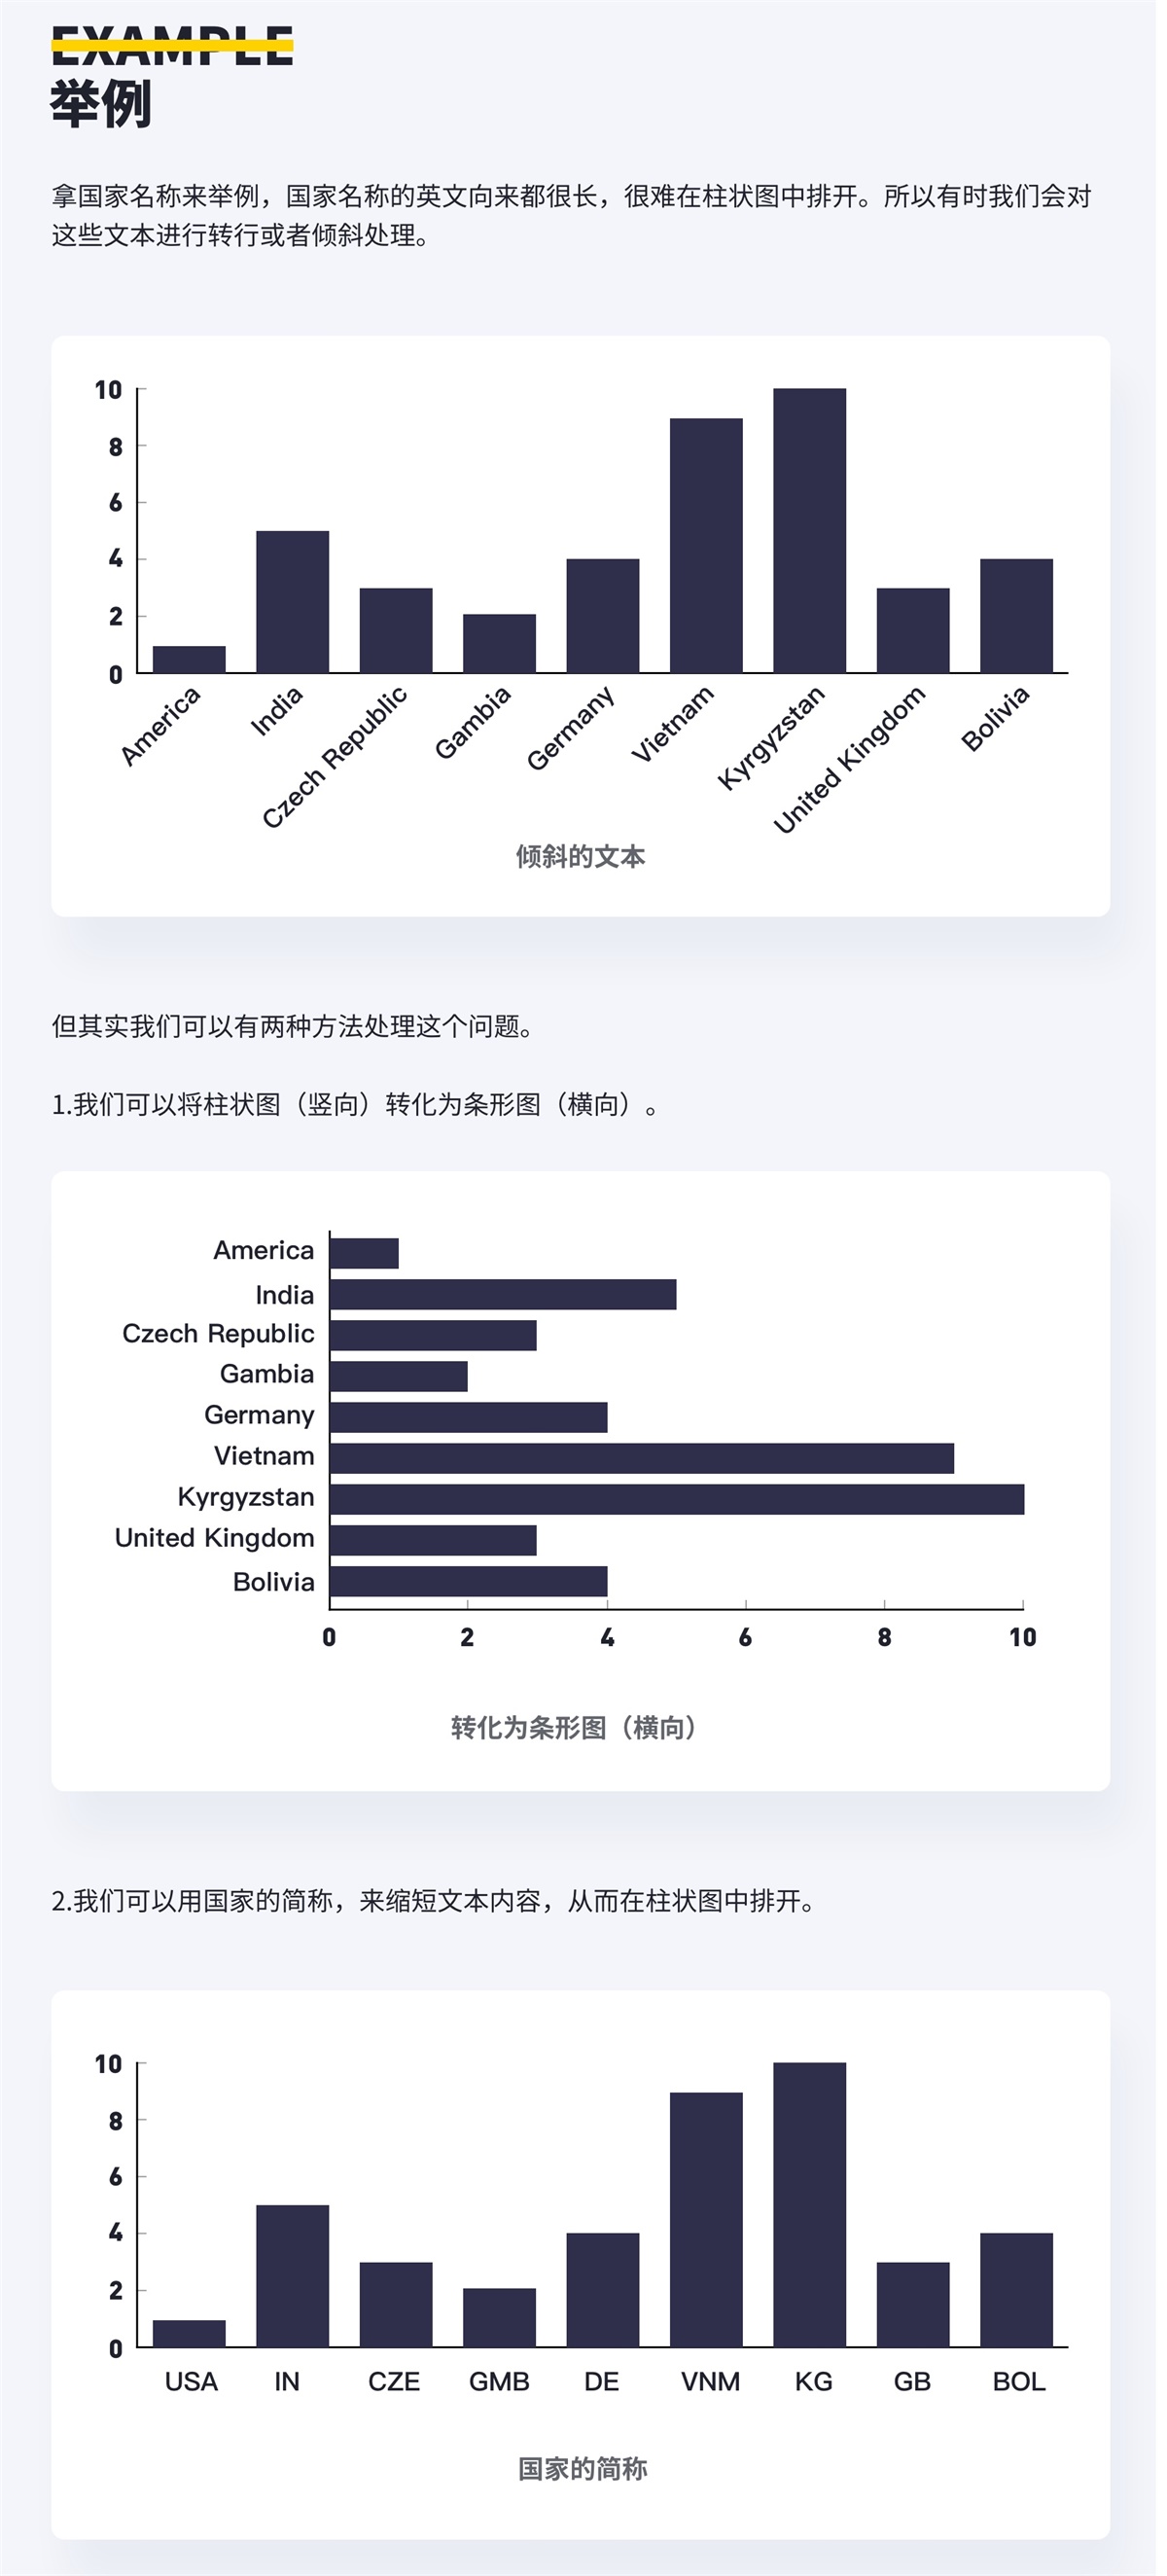 EXAMPLE
举例
拿国家名称来举例，国家名称的英文向来都很长，很难在柱状图中排开。所以有时我们会对
这些文本进行转行或者倾斜处理。
10
8
6
4
2
0
America India Czech Republic Gambia Germany Vietnam Kyrgyzstan United Kingdom Bolivia
倾斜的文本
但其实我们可以有两种方法处理这个问题。
1.我们可以将柱状图（竖向）转化为条形图（横向）。
America
India
Czech Republic
Gambia
Germany
Vietnam
Kyrgyzstan
United Kingdom
Bolivia
0 2 4 6 8 10
转化为条形图（横向）
2.我们可以用国家的简称，来缩短文本内容，从而在柱状图中排开。
10
8
6
4
2
0
USA IN CZE GMB DE VNM KG GB BOL
国家的简称